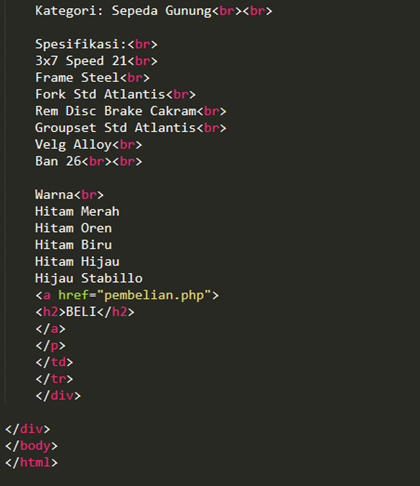 Kategori: Sepeda Gunung<br><br>
Spesifikasi:<br>
3x7 Speed 21<br>
Frame Steel<br>
Fork Std Atlantis<br>
Rem Disc Brake Cakram<br>
Groupset Std Atlantis<br>
Velg Alloy<br>
Ban 26<br><br>
Warna<br>
Hitam Merah
Hitam Oren
Hitam Biru
Hitam Hijau
Hijau Stabillo
<a href="pembelian.php">
<h2>BELI</h2>
</a>
</p>
</td>
</tr>
</div>
</div>
</body>
</html>